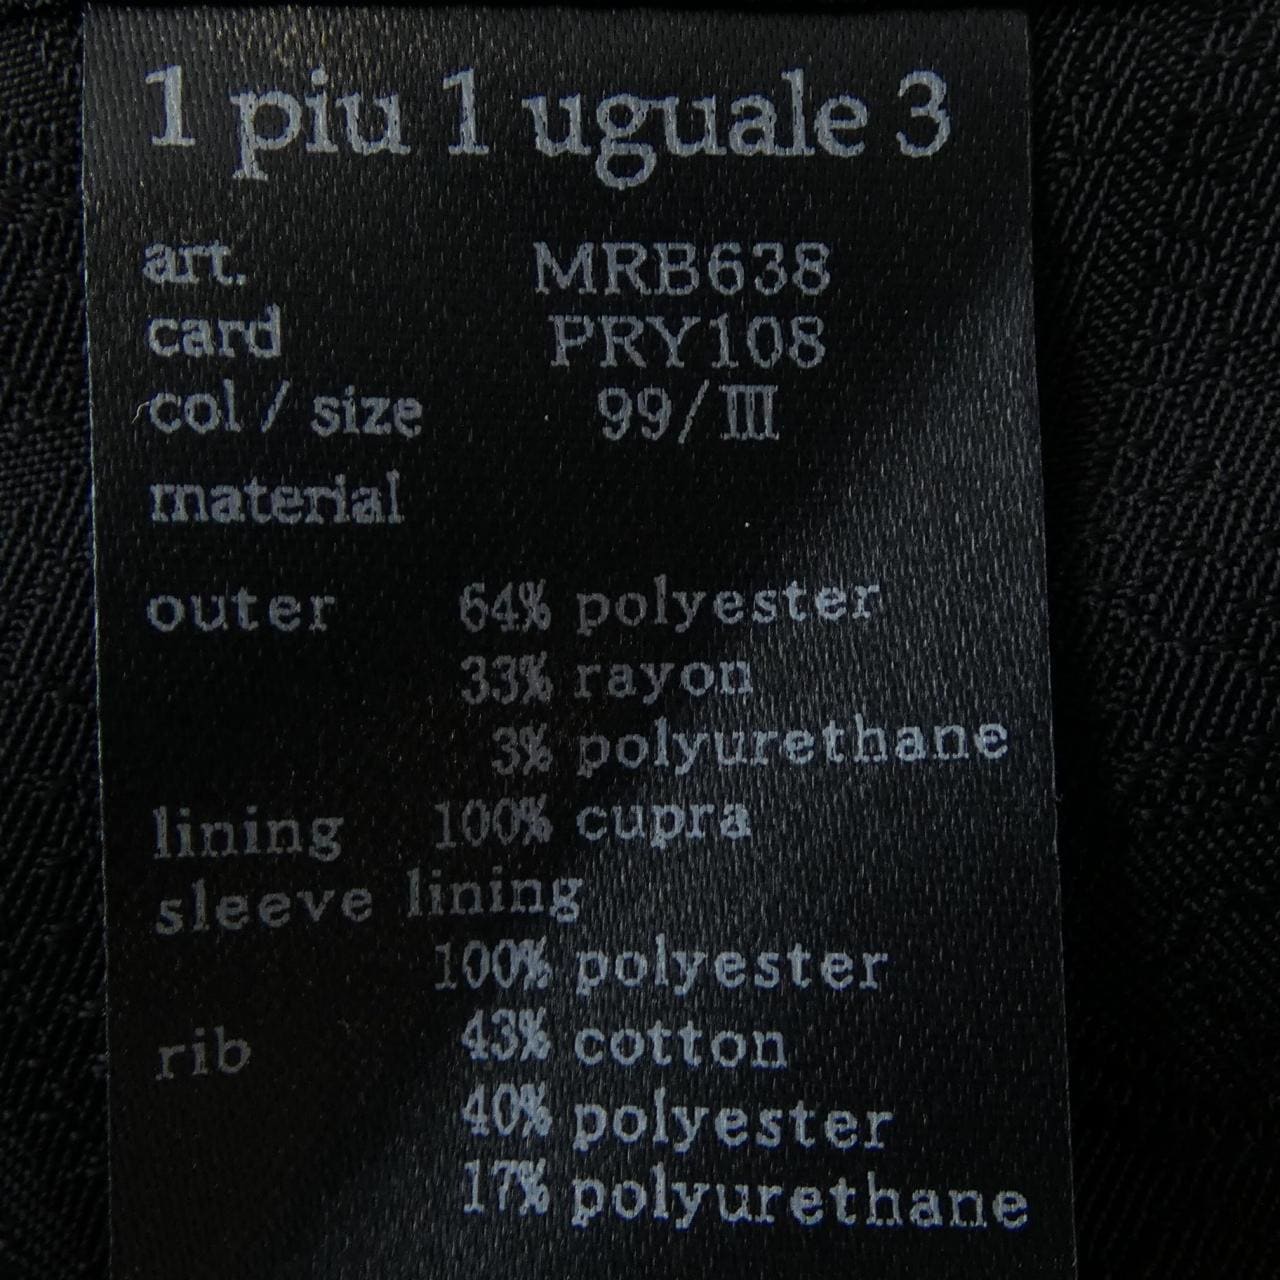 1 piu 1 uguale 3
art. MRB638
card PRY108
col / size 99/Ⅲ
material
outer 64% polyester
33% rayon
3% polyurethane
lining 100% cupra
sleeve lining
100% polyester
rib 43% cotton
40% polyester
17% polyurethane